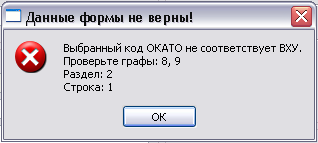 Данные формы не верны!
Выбранный код ОКАТО не соответствует ВХУ.
Проверьте графы: 8, 9
Раздел: 2
Строка: 1
OK